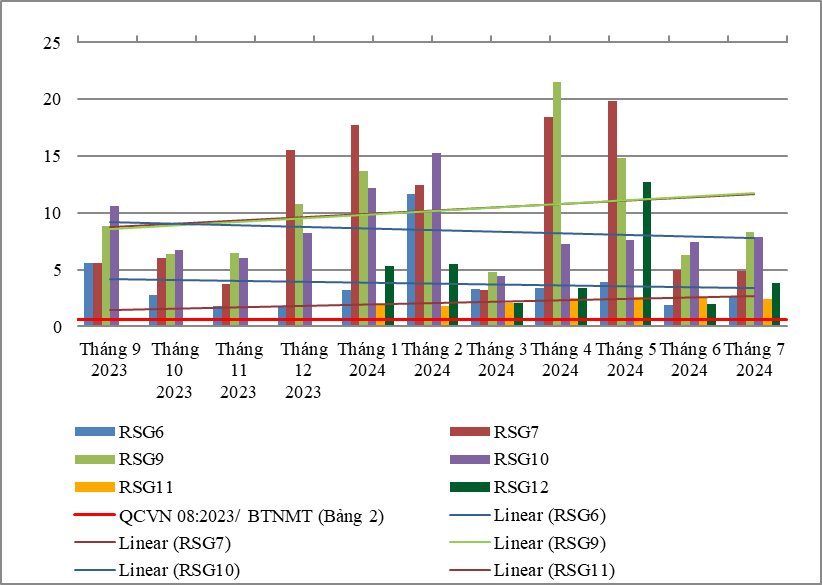 25
20
15
10
5
0
Tháng 9 Tháng Tháng Tháng Tháng 1 Tháng 2 Tháng 3 Tháng 4 Tháng 5 Tháng 6 Tháng 7
2023 10 11 12 2024 2024 2024 2024 2024 2024 2024
2023 2023 2023
RSG6 RSG7
RSG9 RSG10
RSG11 RSG12
QCVN 08:2023/ BTNMT (Bảng 2) Linear (RSG6)
Linear (RSG7) Linear (RSG9)
Linear (RSG10) Linear (RSG11)